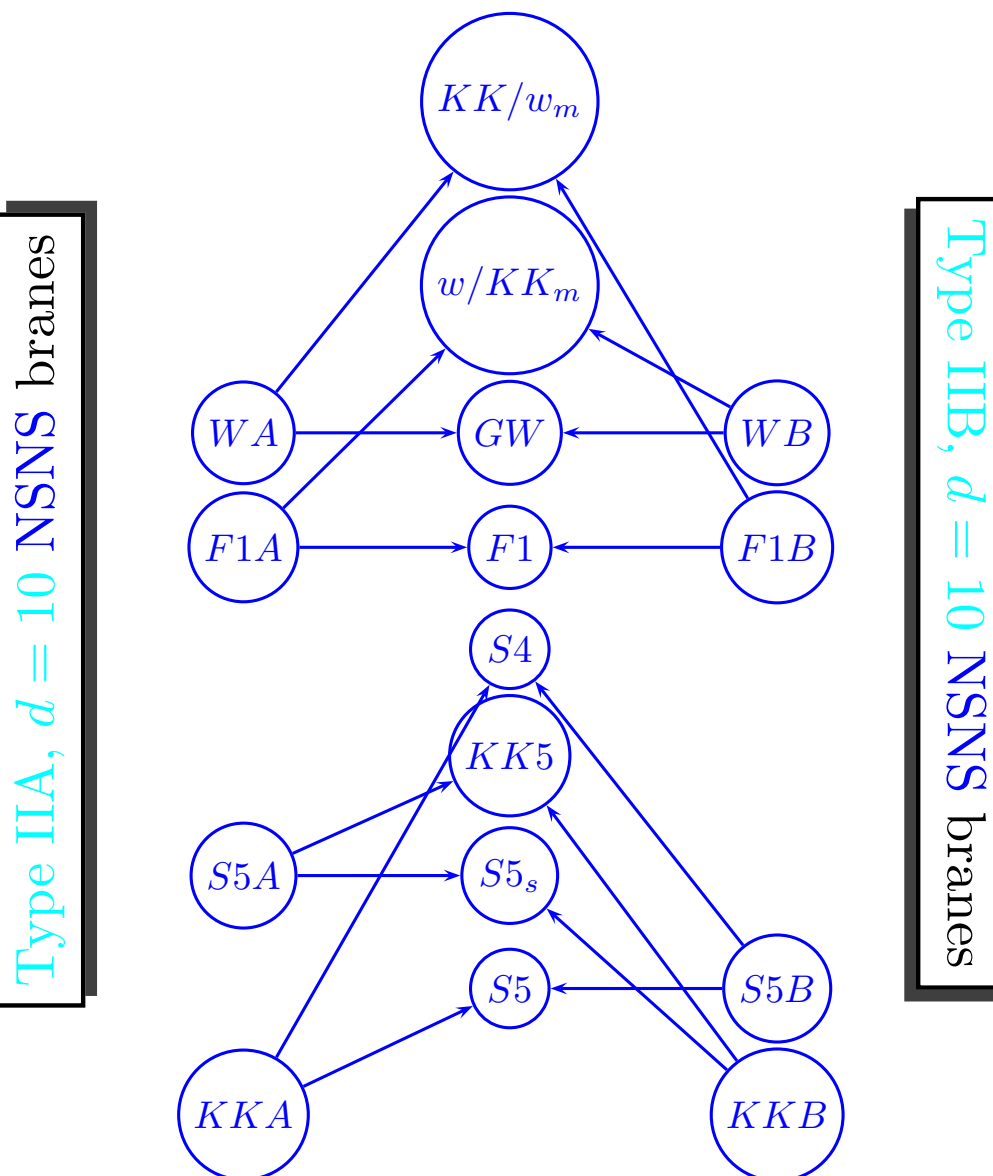 Type IIA, d = 10 NSNS branes
KK/w_m
w/KK_m
WA
GW
WB
F1A
F1
F1B
S4
KK5
S5A
S5_s
S5
S5B
KKA
KKB
Type IIB, d = 10 NSNS branes